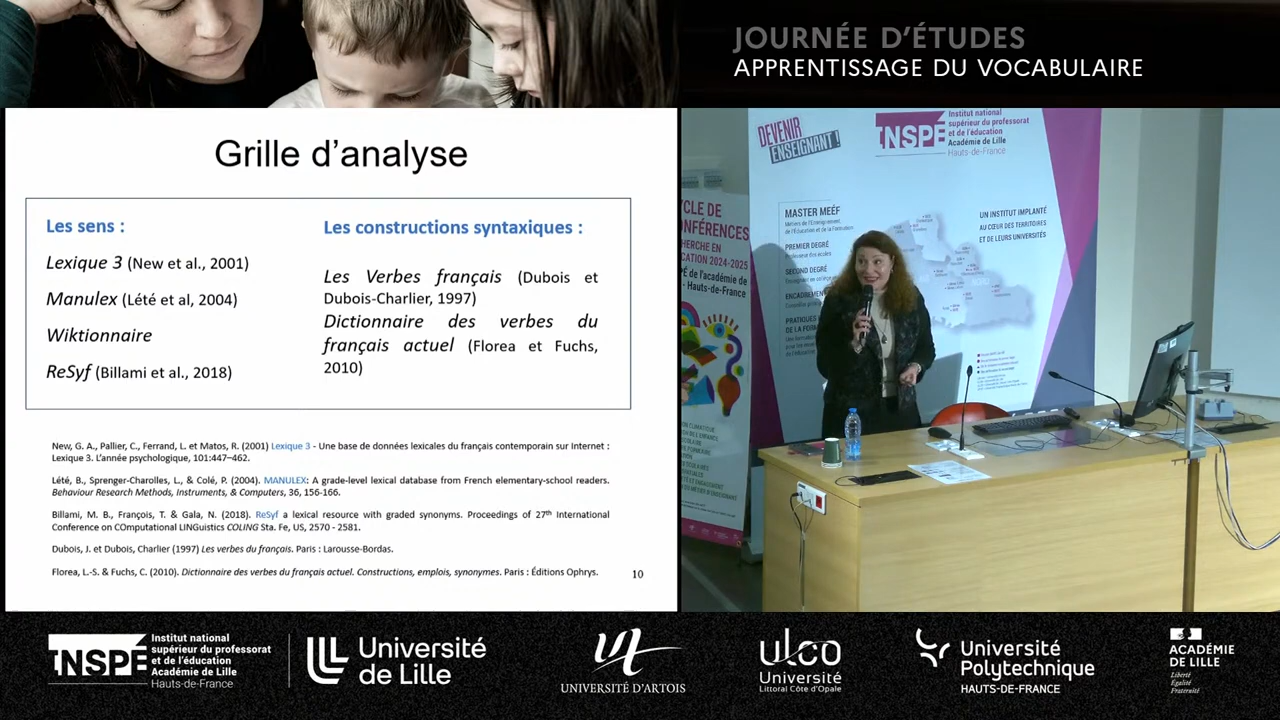 JOURNÉE D'ÉTUDES
APPRENTISSAGE DU VOCABULAIRE
Grille d'analyse
Les sens :
Lexique 3 (New et al., 2001)
Manulex (Lété et al, 2004)
Wiktionnaire
ReSyf (Billami et al., 2018)
Les constructions syntaxiques :
Les Verbes français (Dubois et
Dubois-Charlier, 1997)
Dictionnaire des verbes du
français actuel (Florea et Fuchs,
2010)
New, G. A., Pallier, C., Ferrand, L. et Matos, R. (2001) Lexique 3 - Une base de données lexicales du français contemporain sur Internet :
Lexique 3. L'année psychologique, 101:447–462.
Lété, B., Sprenger-Charolles, L., & Colé, P. (2004). MANULEX: A grade-level lexical database from French elementary-school readers.
Behaviour Research Methods, Instruments, & Computers, 36, 156-166.
Billami, M. B., François, T. & Gala, N. (2018). ReSyf a lexical resource with graded synonyms. Proceedings of 27th International
Conference on COmputational LINGuistics COLING Sta. Fe, US, 2570 - 2581.
Dubois, J. et Dubois, Charlier (1997) Les verbes du français. Paris : Larousse-Bordas.
Florea, L.-S. & Fuchs, C. (2010). Dictionnaire des verbes du français actuel. Constructions, emplois, synonymes. Paris : Éditions Ophrys.
10
DEVENIR
ENSEIGNANT !
INSPÉ
Institut national
supérieur du professorat
et de l'éducation
Académie de Lille
Hauts-de-France
MASTER MEEF
PREMIER DEGRÉ
SECOND DEGRÉ
UN INSTITUT IMPLANTÉ
AU CŒUR DES TERRITOIRES
ET DE LEURS UNIVERSITÉS
INSPÉ
Institut national
supérieur du professorat
et de l'éducation
Académie de Lille
Hauts-de-France
Université
de Lille
UNIVERSITÉ D'ARTOIS
ulco
Université
Littoral Côte d'Opale
Université
Polytechnique
HAUTS-DE-FRANCE
ACADÉMIE
DE LILLE
Liberté
Égalité
Fraternité